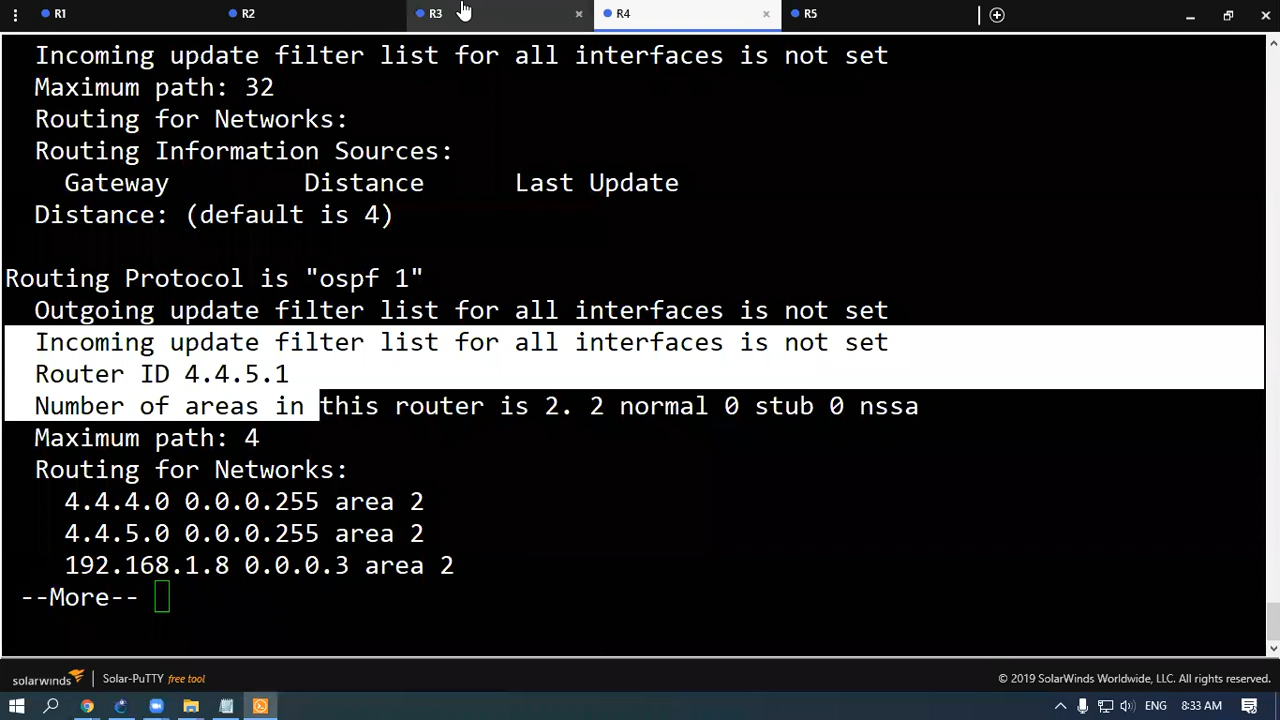 R1
R2
R3
R4
R5
Incoming update filter list for all interfaces is not set
Maximum path: 32
Routing for Networks:
Routing Information Sources:
Gateway Distance Last Update
Distance: (default is 4)
Routing Protocol is "ospf 1"
Outgoing update filter list for all interfaces is not set
Incoming update filter list for all interfaces is not set
Router ID 4.4.5.1
Number of areas in this router is 2. 2 normal 0 stub 0 nssa
Maximum path: 4
Routing for Networks:
4.4.4.0 0.0.0.255 area 2
4.4.5.0 0.0.0.255 area 2
192.168.1.8 0.0.0.3 area 2
--More--
solarwinds Solar-PuTTY free tool © 2019 SolarWinds Worldwide, LLC. All rights reserved.
ENG 8:33 AM